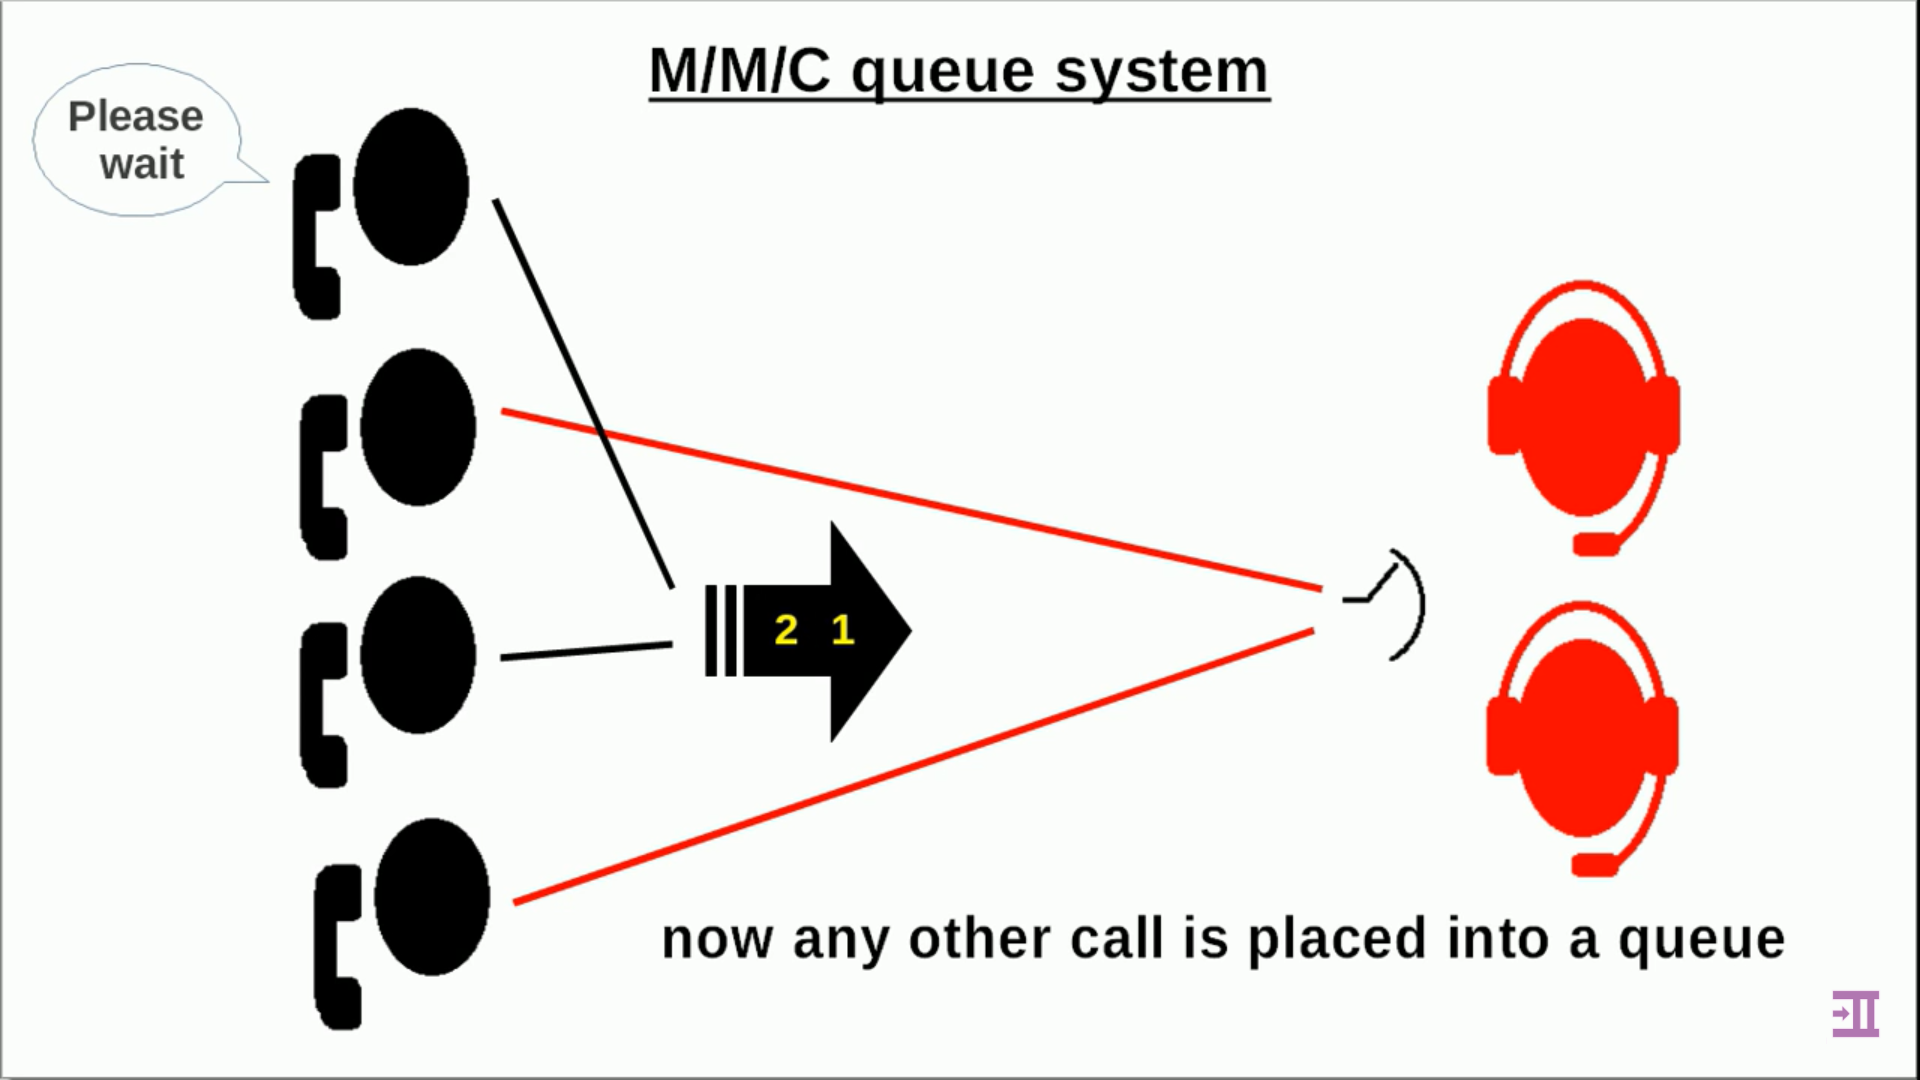 M/M/C queue system
Please
wait
2 1
now any other call is placed into a queue